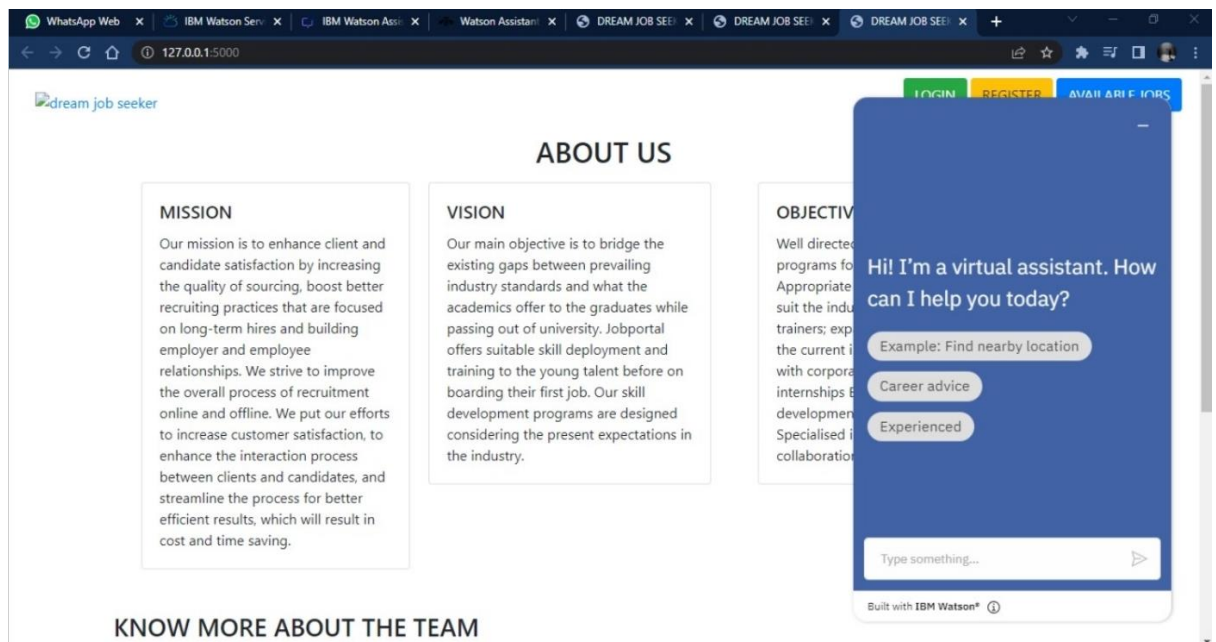 WhatsApp Web
IBM Watson Serv
IBM Watson Assis
Watson Assistant
DREAM JOB SEE
DREAM JOB SEE
DREAM JOB SEE
127.0.0.1:5000
dream job seeker
LOGIN
REGISTER
AVAILABLE JOBS
ABOUT US
MISSION
Our mission is to enhance client and
candidate satisfaction by increasing
the quality of sourcing, boost better
recruiting practices that are focused
on long-term hires and building
employer and employee
relationships. We strive to improve
the overall process of recruitment
online and offline. We put our efforts
to increase customer satisfaction, to
enhance the interaction process
between clients and candidates, and
streamline the process for better
efficient results, which will result in
cost and time saving.
VISION
Our main objective is to bridge the
existing gaps between prevailing
industry standards and what the
academics offer to the graduates while
passing out of university. Jobportal
offers suitable skill deployment and
training to the young talent before on
boarding their first job. Our skill
development programs are designed
considering the present expectations in
the industry.
OBJECTIV
Well directed
programs fo
Appropriate
suit the indu
trainers; exp
the current i
with corpora
internships
developmen
Specialised i
collaboration
Hi! I'm a virtual assistant. How
can I help you today?
Example: Find nearby location
Career advice
Experienced
Type something...
Built with IBM Watson®
KNOW MORE ABOUT THE TEAM